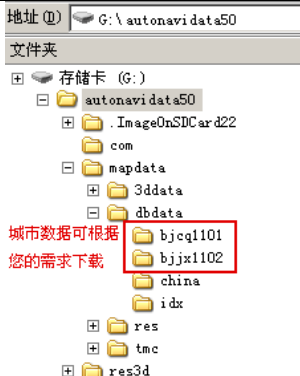 地址(D) G:\autonavidata50
文件夹
存储卡 (G:)
autonavidata50
.ImageOnSDCard22
com
mapdata
3ddata
dbdata
城市数据可根据
您的需求下载
bjcq1101
bjjx1102
china
idx
res
tmc
res3d